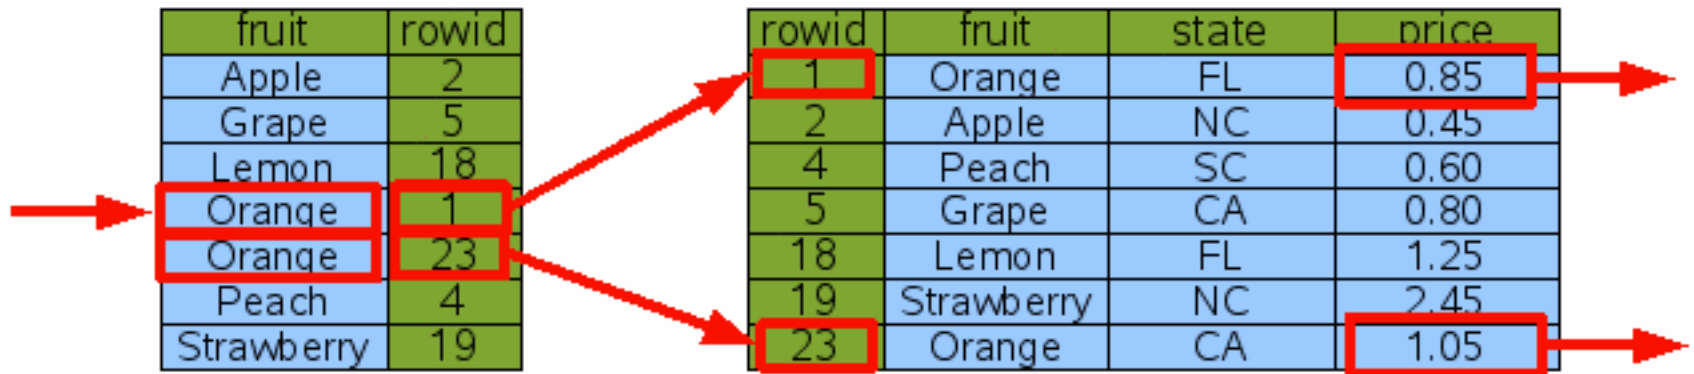 fruit rowid
Apple 2
Grape 5
Lemon 18
Orange 1
Orange 23
Peach 4
Strawberry 19
rowid fruit state price
1 Orange FL 0.85
2 Apple NC 0.45
4 Peach SC 0.60
5 Grape CA 0.80
18 Lemon FL 1.25
19 Strawberry NC 2.45
23 Orange CA 1.05